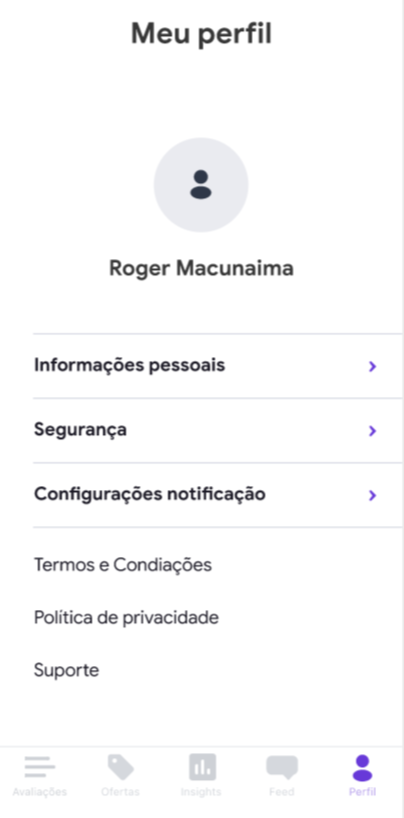 Meu perfil
Roger Macunaima
Informações pessoais
Segurança
Configurações notificação
Termos e Condiações
Política de privacidade
Suporte
Avaliações Ofertas Insights Feed Perfil